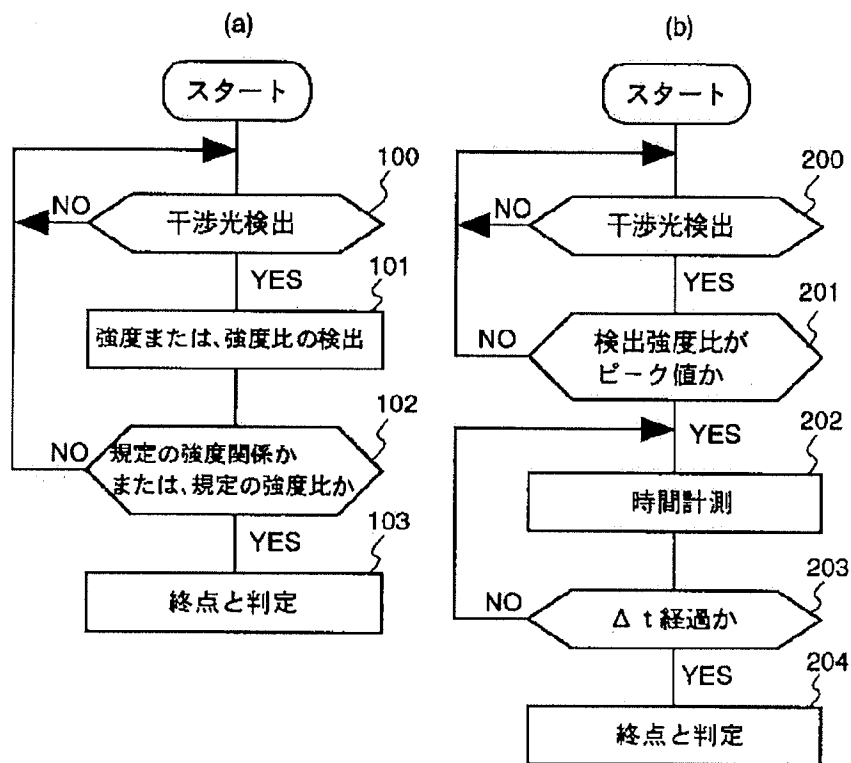 (a)
スタート
100
干渉光検出
NO
YES
101
強度または、強度比の検出
102
規定の強度関係か
または、規定の強度比か
NO
YES
103
終点と判定
(b)
スタート
200
干渉光検出
NO
YES
201
検出強度比が
ピーク値か
NO
YES
202
時間計測
203
Δt経過か
NO
YES
204
終点と判定